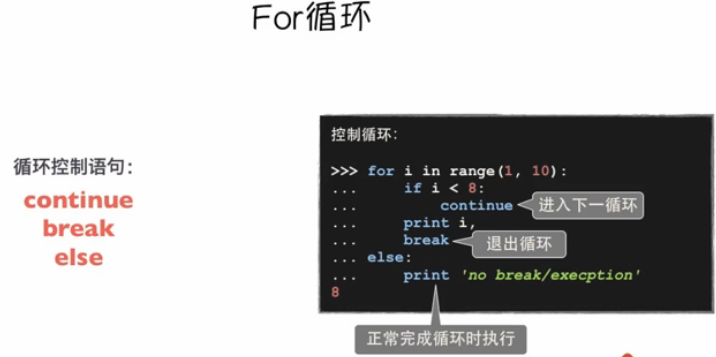 For循环
循环控制语句:
continue
break
else
控制循环:
>>> for i in range(1, 10):
...     if i < 8:
...         continue
进入下一循环
...     print i,
...     break
退出循环
... else:
...     print 'no break/execption'
8
正常完成循环时执行